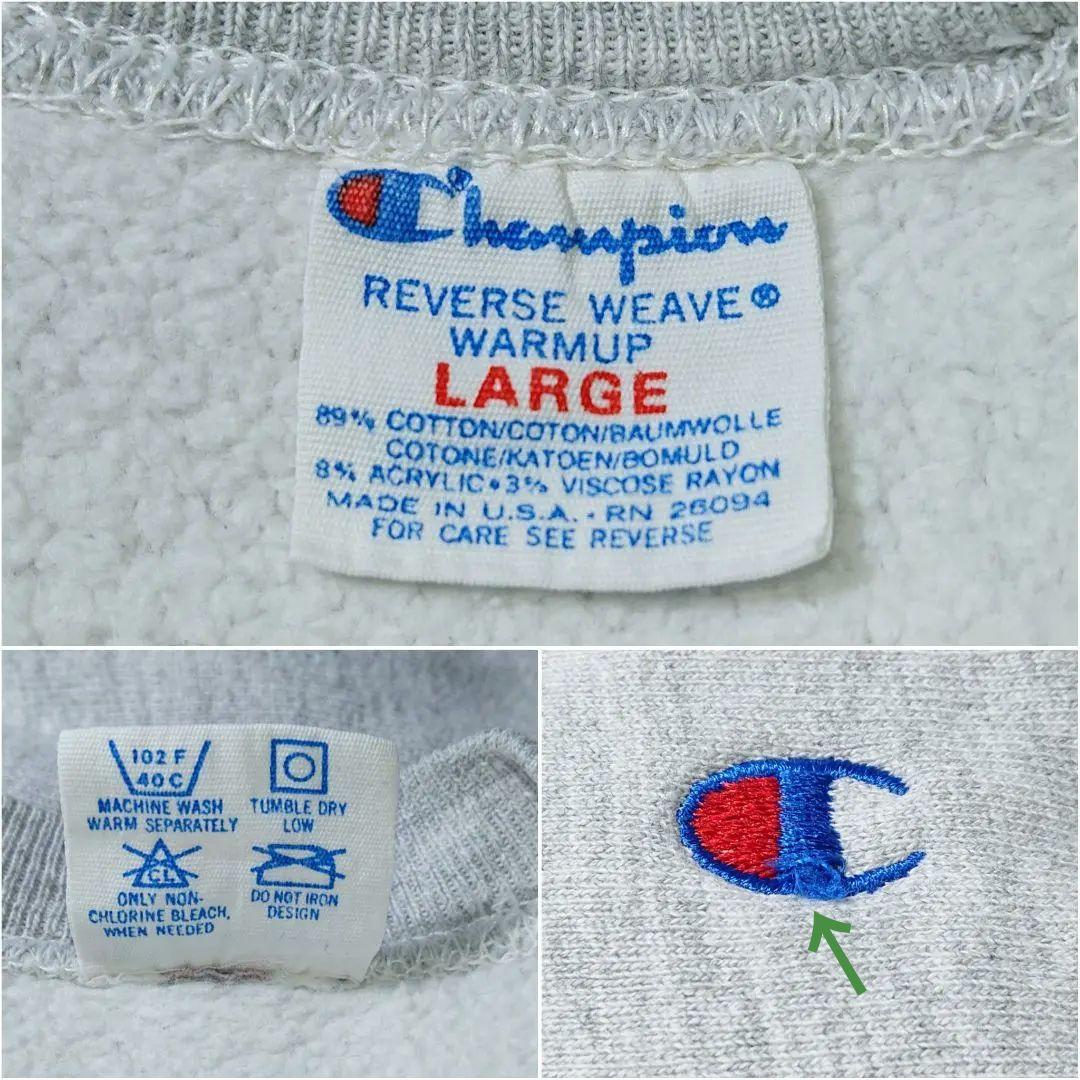 Champion
REVERSE WEAVE®
WARMUP
LARGE
89% COTTON/COTON/BAUMWOLLE
COTONE/KATOEN/BOMULD
8% ACRYLIC•3% VISCOSE RAYON
MADE IN U.S.A. - RN 26094
FOR CARE SEE REVERSE
102 F
40 C
MACHINE WASH
WARM SEPARATELY
TUMBLE DRY
LOW
CL
ONLY NON-
CHLORINE BLEACH,
WHEN NEEDED
DO NOT IRON
DESIGN